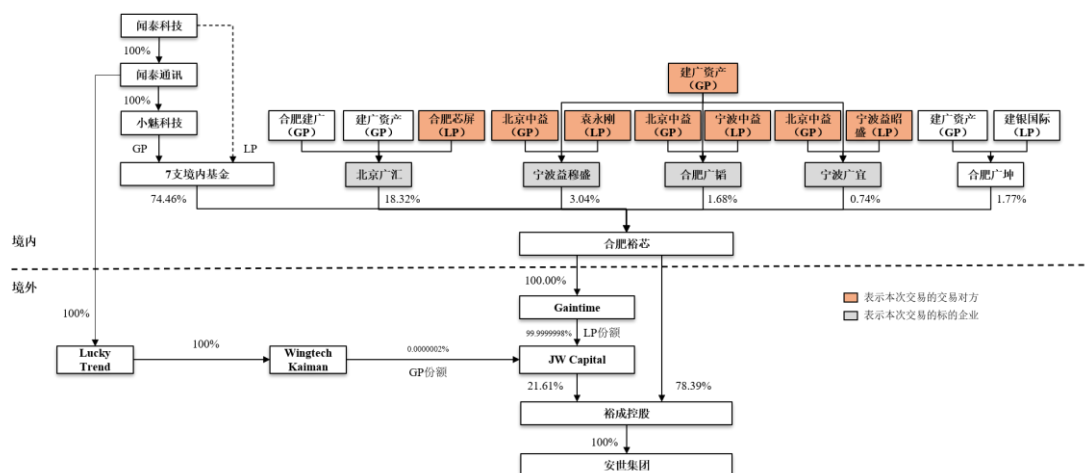 闻泰科技
100%
闻泰通讯
100%
小魅科技
GP
LP
7支境内基金
建广资产
（GP）
合肥建广
（GP）
建广资产
（GP）
合肥芯屏
（LP）
北京中益
（GP）
袁永刚
（LP）
北京中益
（GP）
宁波中益
（LP）
北京中益
（GP）
宁波益昭
盛（LP）
建广资产
（GP）
建银国际
（LP）
北京广汇
宁波益穆盛
合肥广韬
宁波广宜
合肥广坤
74.46%
18.32%
3.04%
1.68%
0.74%
1.77%
合肥裕芯
境内
境外
100.00%
Gaintime
表示本次交易的交易对方
表示本次交易的标的企业
100%
99.9999998%
LP份额
Lucky
Trend
100%
Wingtech
Kaiman
0.0000002%
GP份额
JW Capital
21.61%
78.39%
裕成控股
100%
安世集团